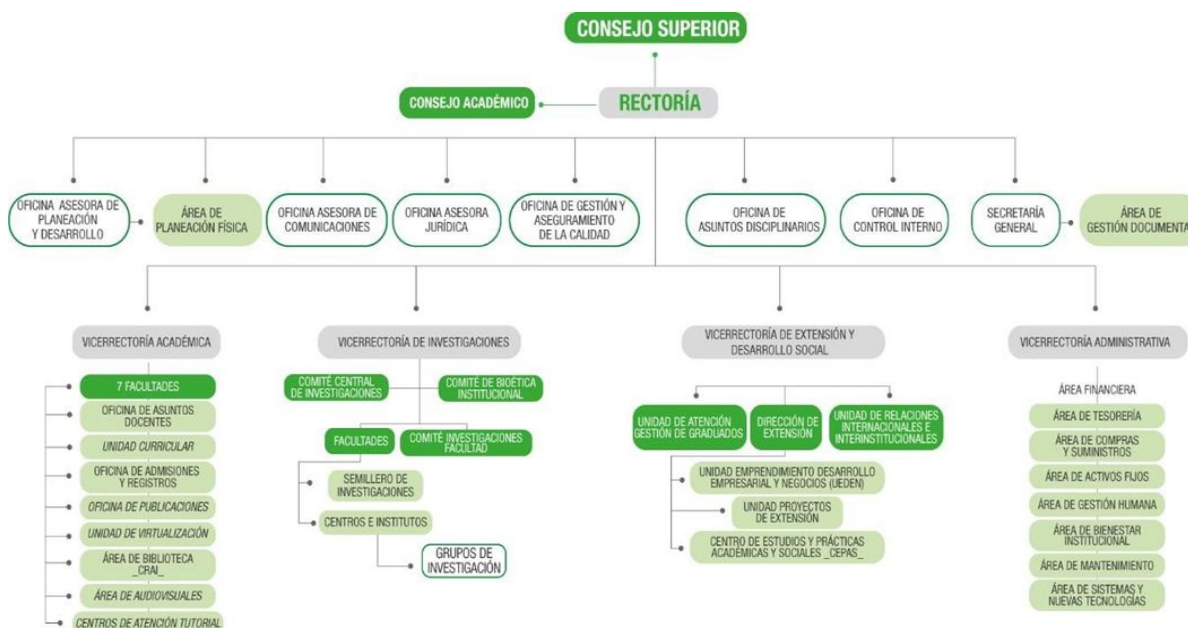 CONSEJO SUPERIOR
CONSEJO ACADÉMICO
RECTORÍA
OFICINA ASESORA DE
PLANEACIÓN
Y DESARROLLO
ÁREA DE
PLANEACIÓN FÍSICA
OFICINA ASESORA DE
COMUNICACIONES
OFICINA ASESORA
JURÍDICA
OFICINA DE GESTIÓN Y
ASEGURAMIENTO
DE LA CALIDAD
OFICINA DE
ASUNTOS DISCIPLINARIOS
OFICINA DE
CONTROL INTERNO
SECRETARÍA
GENERAL
ÁREA DE
GESTIÓN DOCUMENTA
VICERRECTORÍA ACADÉMICA
7 FACULTADES
OFICINA DE ASUNTOS
DOCENTES
UNIDAD CURRICULAR
OFICINA DE ADMISIONES
Y REGISTROS
OFICINA DE PUBLICACIONES
UNIDAD DE VIRTUALIZACIÓN
ÁREA DE BIBLIOTECA
_CRAI_
ÁREA DE AUDIOVISUALES
CENTROS DE ATENCIÓN TUTORIAL
VICERRECTORÍA DE INVESTIGACIONES
COMITÉ CENTRAL
DE INVESTIGACIONES
COMITÉ DE BIOÉTICA
INSTITUCIONAL
FACULTADES
COMITÉ INVESTIGACIONES
FACULTAD
SEMILLERO DE
INVESTIGACIONES
CENTROS E INSTITUTOS
GRUPOS DE
INVESTIGACIÓN
VICERRECTORÍA DE EXTENSIÓN Y
DESARROLLO SOCIAL
UNIDAD DE ATENCIÓN
GESTIÓN DE GRADUADOS
DIRECCIÓN DE
EXTENSIÓN
UNIDAD DE RELACIONES
INTERNACIONALES E
INTERINSTITUCIONALES
UNIDAD EMPRENDIMIENTO DESARROLLO
EMPRESARIAL Y NEGOCIOS (UEDEN)
UNIDAD PROYECTOS
DE EXTENSIÓN
CENTRO DE ESTUDIOS Y PRÁCTICAS
ACADÉMICAS Y SOCIALES _CEPAS_
VICERRECTORÍA ADMINISTRATIVA
ÁREA FINANCIERA
ÁREA DE TESORERÍA
ÁREA DE COMPRAS
Y SUMINISTROS
ÁREA DE ACTIVOS FIJOS
ÁREA DE GESTIÓN HUMANA
ÁREA DE BIENESTAR
INSTITUCIONAL
ÁREA DE MANTENIMIENTO
ÁREA DE SISTEMAS Y
NUEVAS TECNOLOGÍAS